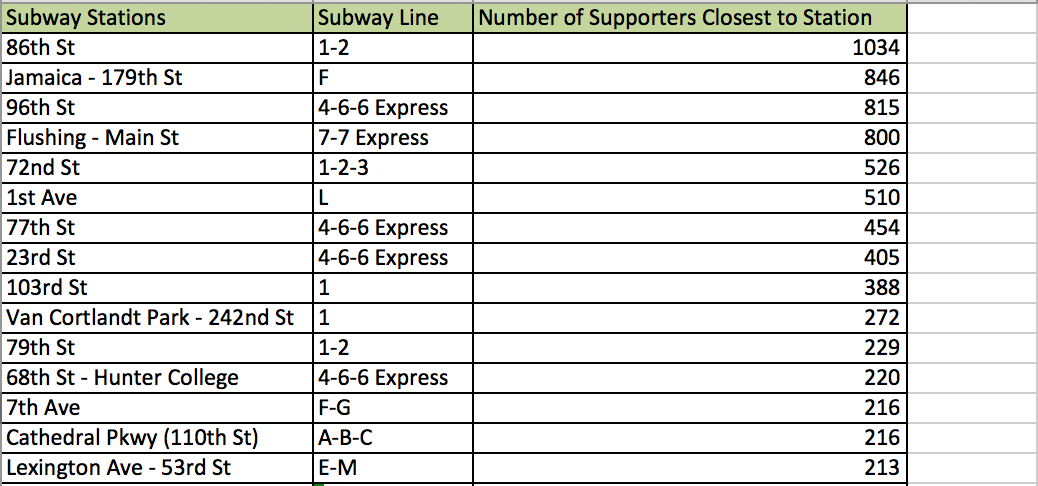 Subway Stations Subway Line Number of Supporters Closest to Station
86th St 1-2 1034
Jamaica - 179th St F 846
96th St 4-6-6 Express 815
Flushing - Main St 7-7 Express 800
72nd St 1-2-3 526
1st Ave L 510
77th St 4-6-6 Express 454
23rd St 4-6-6 Express 405
103rd St 1 388
Van Cortlandt Park - 242nd St 1 272
79th St 1-2 229
68th St - Hunter College 4-6-6 Express 220
7th Ave F-G 216
Cathedral Pkwy (110th St) A-B-C 216
Lexington Ave - 53rd St E-M 213